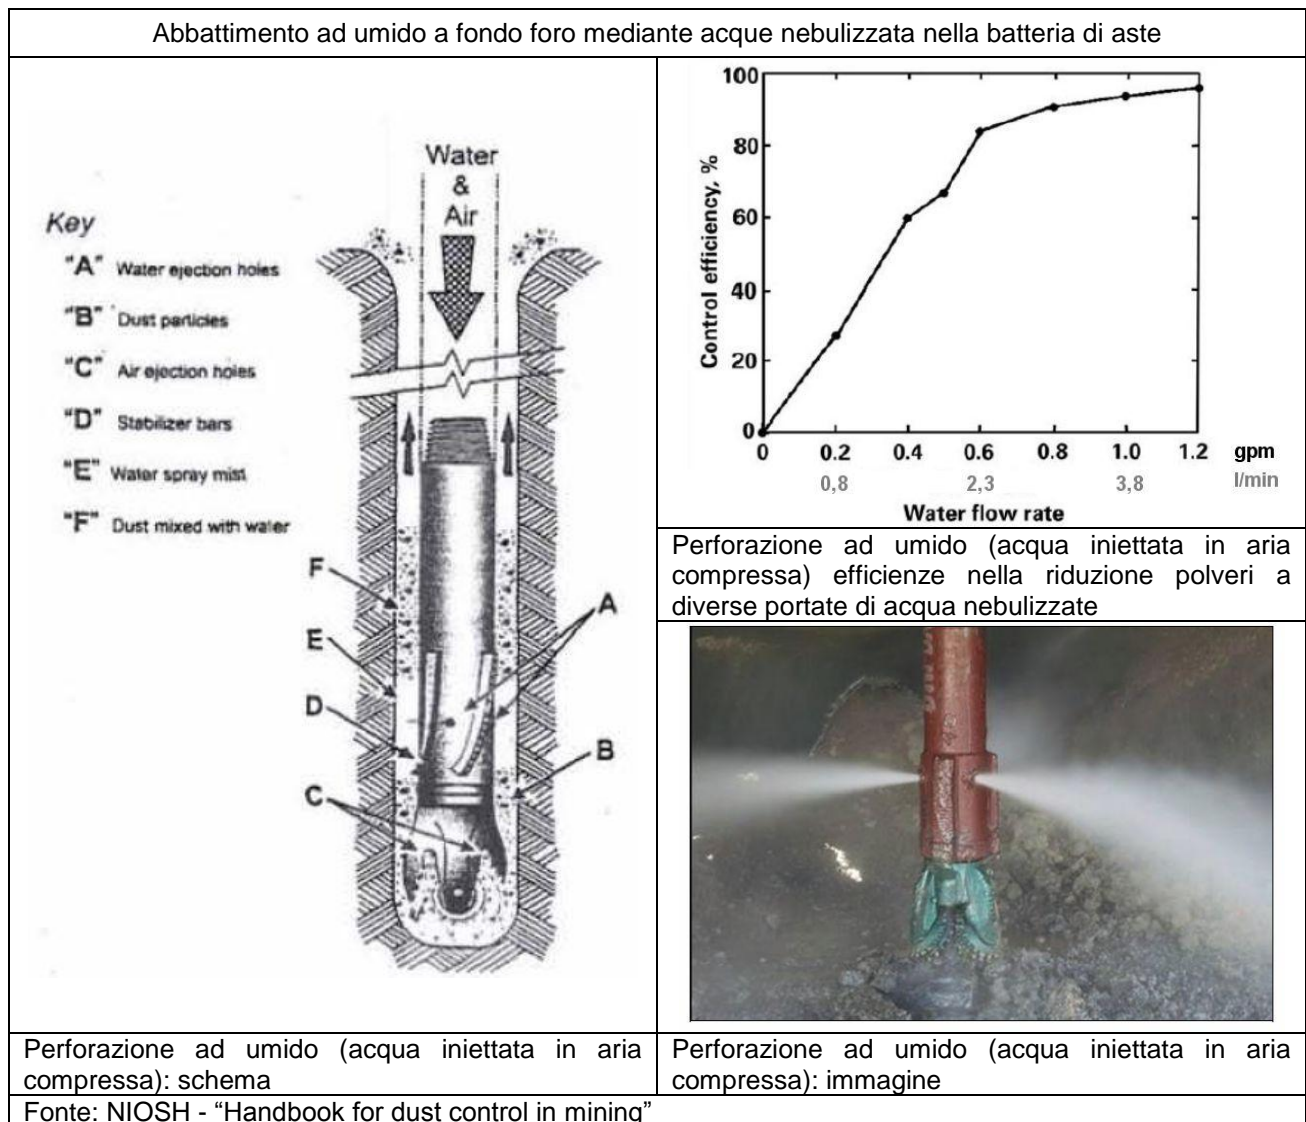 Abbattimento ad umido a fondo foro mediante acque nebulizzata nella batteria di aste
Water
&
Air
Key
"A" Water ejection holes
"B" Dust particles
"C" Air ejection holes
"D" Stabilizer bars
"E" Water spray mist
"F" Dust mixed with water
F
A
E
D
B
C
100
80
60
40
20
0
Control efficiency, %
0 0.2 0.4 0.6 0.8 1.0 1.2 gpm
0,8 2,3 3,8 l/min
Water flow rate
Perforazione ad umido (acqua iniettata in aria
compressa) efficienze nella riduzione polveri a
diverse portate di acqua nebulizzate
Perforazione ad umido (acqua iniettata in aria
compressa): schema
Perforazione ad umido (acqua iniettata in aria
compressa): immagine
Fonte: NIOSH - “Handbook for dust control in mining”